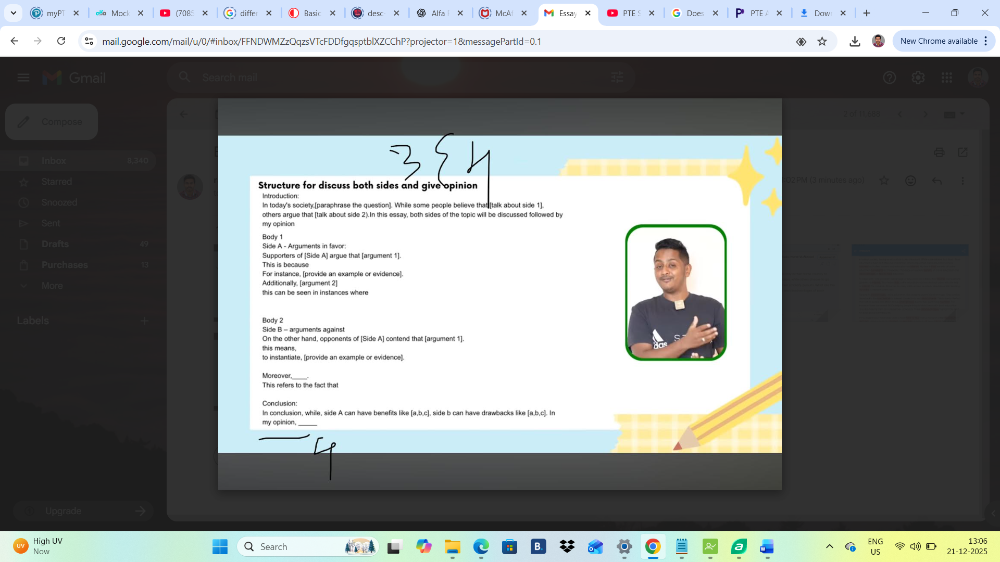 myPT
Mock
(7085
differ
Basic
desc-
Alfa F
McAf
Essay
PTE S
Does
PTE A
Dow
mail.google.com/mail/u/0/#inbox/FFNDWMZzQqzsVTcFDDfgqsptblXZCChP?projector=1&messagePartId=0.1
New Chrome available
Gmail
Search mail
Compose
2 of 11,688
Inbox 8,340
Starred
Snoozed
Sent
Drafts 49
Purchases 13
More
Labels
Upgrade
(3 minutes ago)
3 { 4
Structure for discuss both sides and give opinion
Introduction:
In today's society,[paraphrase the question]. While some people believe that [talk about side 1],
others argue that [talk about side 2).In this essay, both sides of the topic will be discussed followed by
my opinion
Body 1
Side A - Arguments in favor:
Supporters of [Side A] argue that [argument 1].
This is because
For instance, [provide an example or evidence].
Additionally, [argument 2]
this can be seen in instances where
Body 2
Side B – arguments against
On the other hand, opponents of [Side A] contend that [argument 1].
this means,
to instantiate, [provide an example or evidence].
Moreover,____.
This refers to the fact that
Conclusion:
In conclusion, while, side A can have benefits like [a,b,c], side b can have drawbacks like [a,b,c]. In
my opinion, _____
4
High UV
Now
Search
ENG
US
13:06
21-12-2025